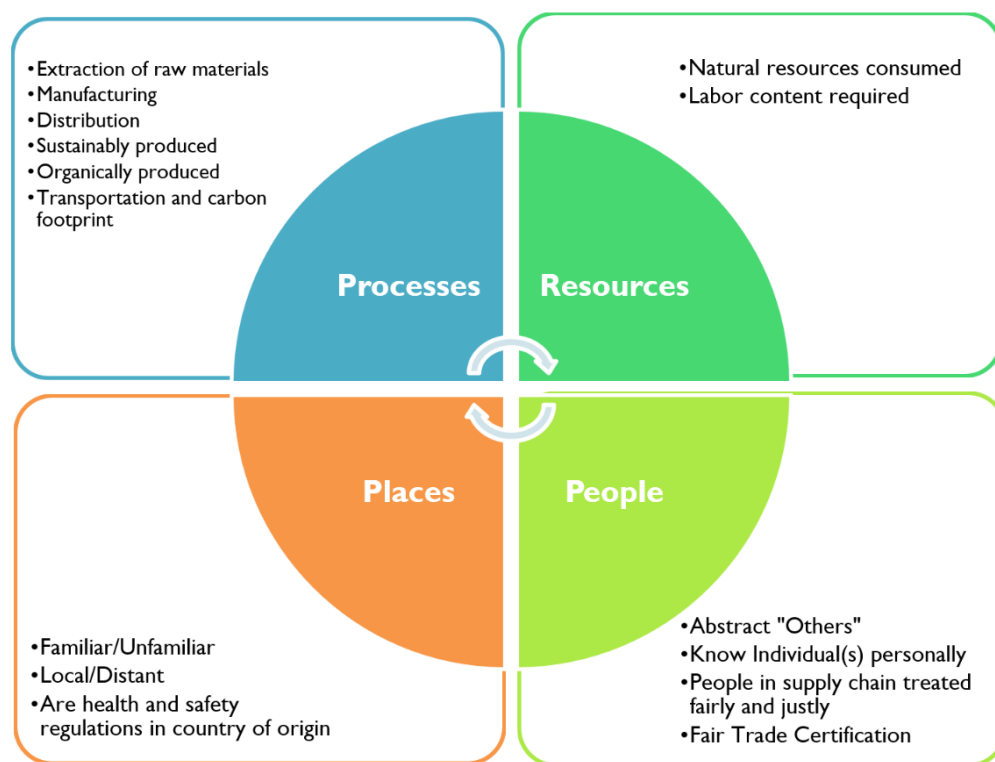 •Extraction of raw materials
•Manufacturing
•Distribution
•Sustainably produced
•Organically produced
•Transportation and carbon
footprint
•Natural resources consumed
•Labor content required
Processes
Resources
Places
People
•Familiar/Unfamiliar
•Local/Distant
•Are health and safety
regulations in country of origin
•Abstract "Others"
•Know Individual(s) personally
•People in supply chain treated
fairly and justly
•Fair Trade Certification